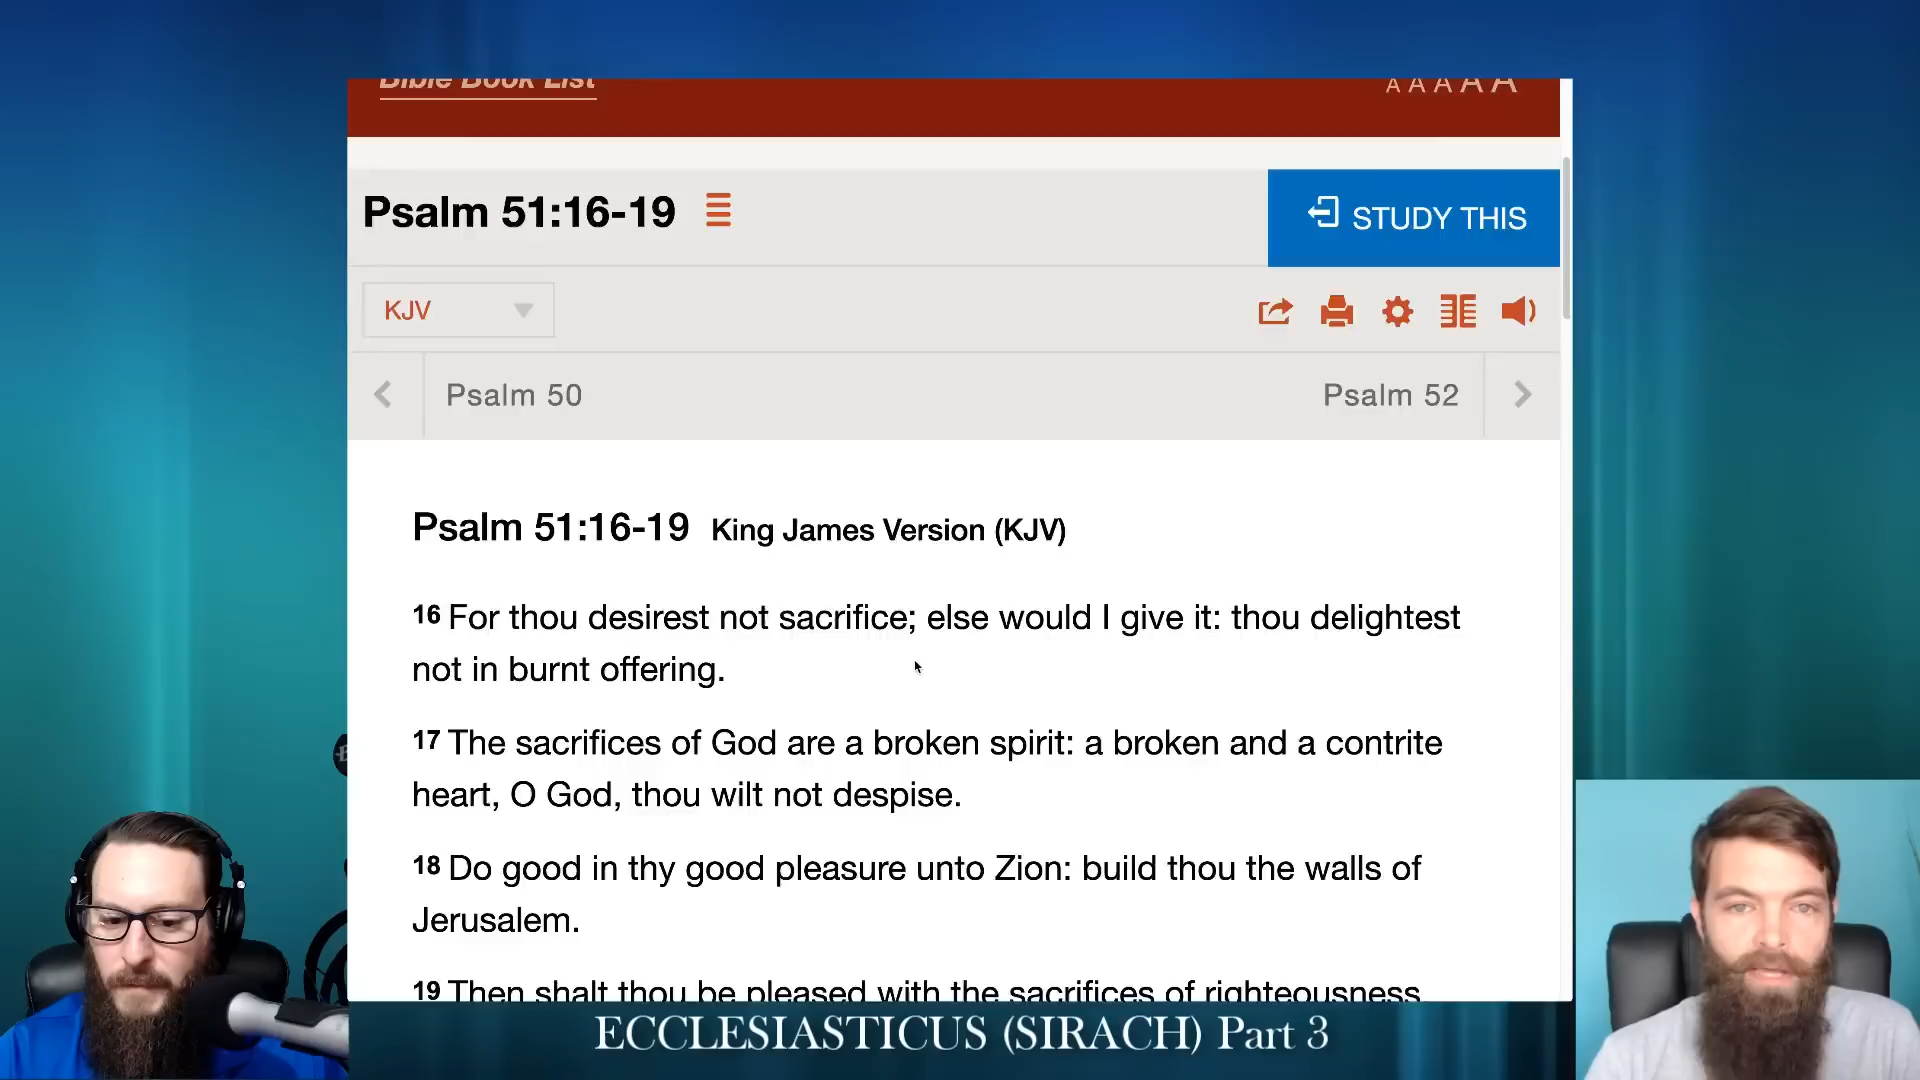 Bible Book List
A A A A A
Psalm 51:16-19
STUDY THIS
KJV
Psalm 50
Psalm 52
Psalm 51:16-19 King James Version (KJV)
16 For thou desirest not sacrifice; else would I give it: thou delightest
not in burnt offering.
17 The sacrifices of God are a broken spirit: a broken and a contrite
heart, O God, thou wilt not despise.
18 Do good in thy good pleasure unto Zion: build thou the walls of
Jerusalem.
19 Then shalt thou be pleased with the sacrifices of righteousness
ECCLESIASTICUS (SIRACH) Part 3